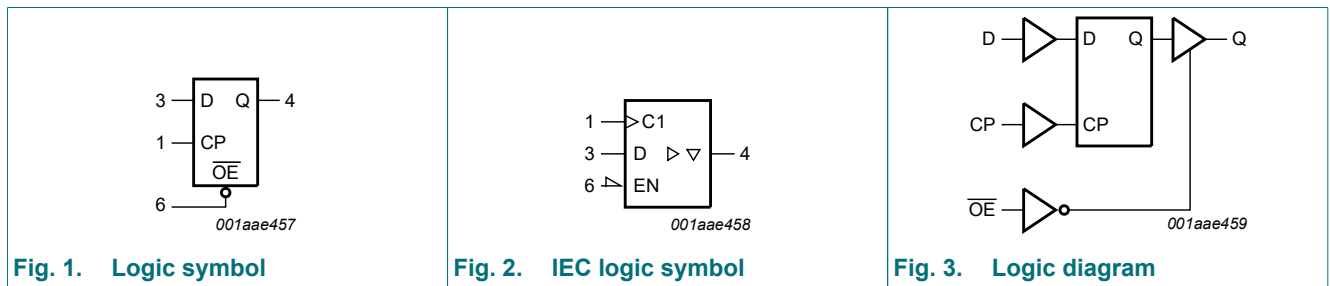 3 D Q 4
1 CP
OE
6
001aae457
Fig. 1. Logic symbol
1 C1
3 D 4
6 EN
001aae458
Fig. 2. IEC logic symbol
D D Q Q
CP CP
OE
001aae459
Fig. 3. Logic diagram